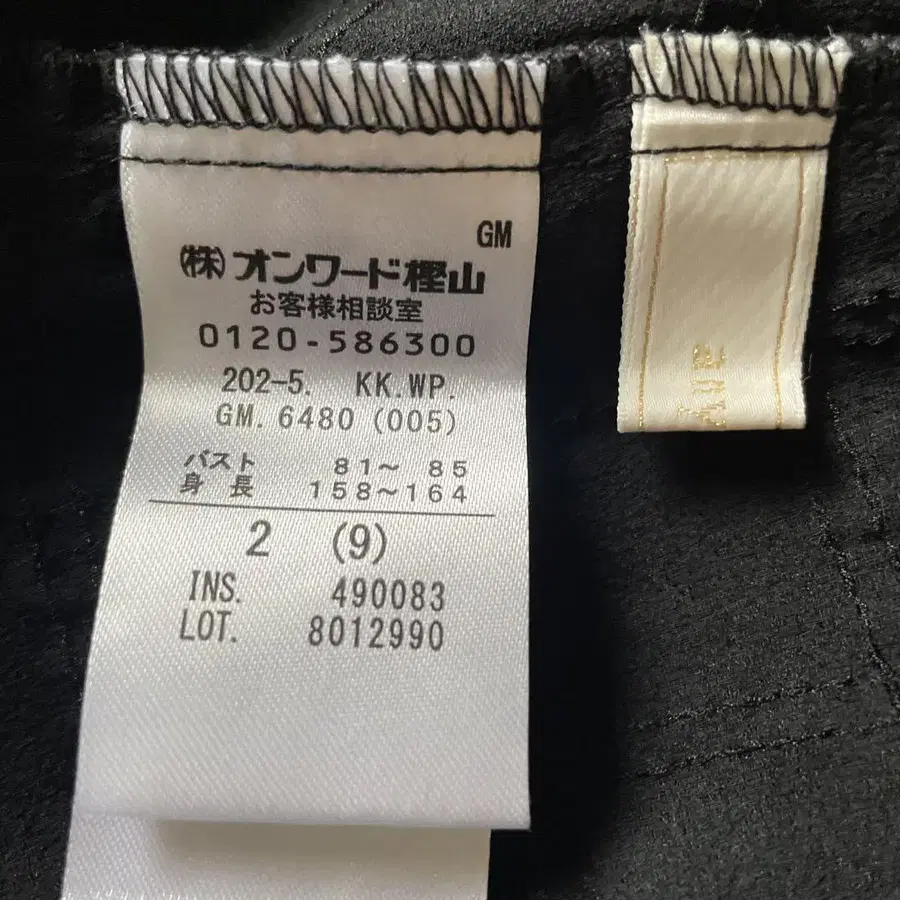 GM
㈱オンワード樫山
お客様相談室
0120-586300
202-5. KK.WP.
GM. 6480 (005)
バスト 81～ 85
身 長 158～164
2 (9)
INS. 490083
LOT. 8012990